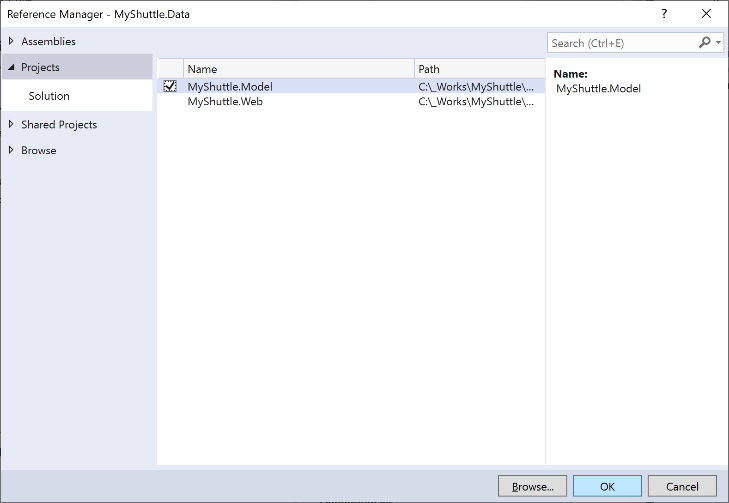 Reference Manager - MyShuttle.Data
?
Assemblies
Search (Ctrl+E)
Projects
Name Path
Name:
Solution
MyShuttle.Model C:\_Works\MyShuttle\...
MyShuttle.Model
MyShuttle.Web C:\_Works\MyShuttle\...
Shared Projects
Browse
Browse... OK Cancel